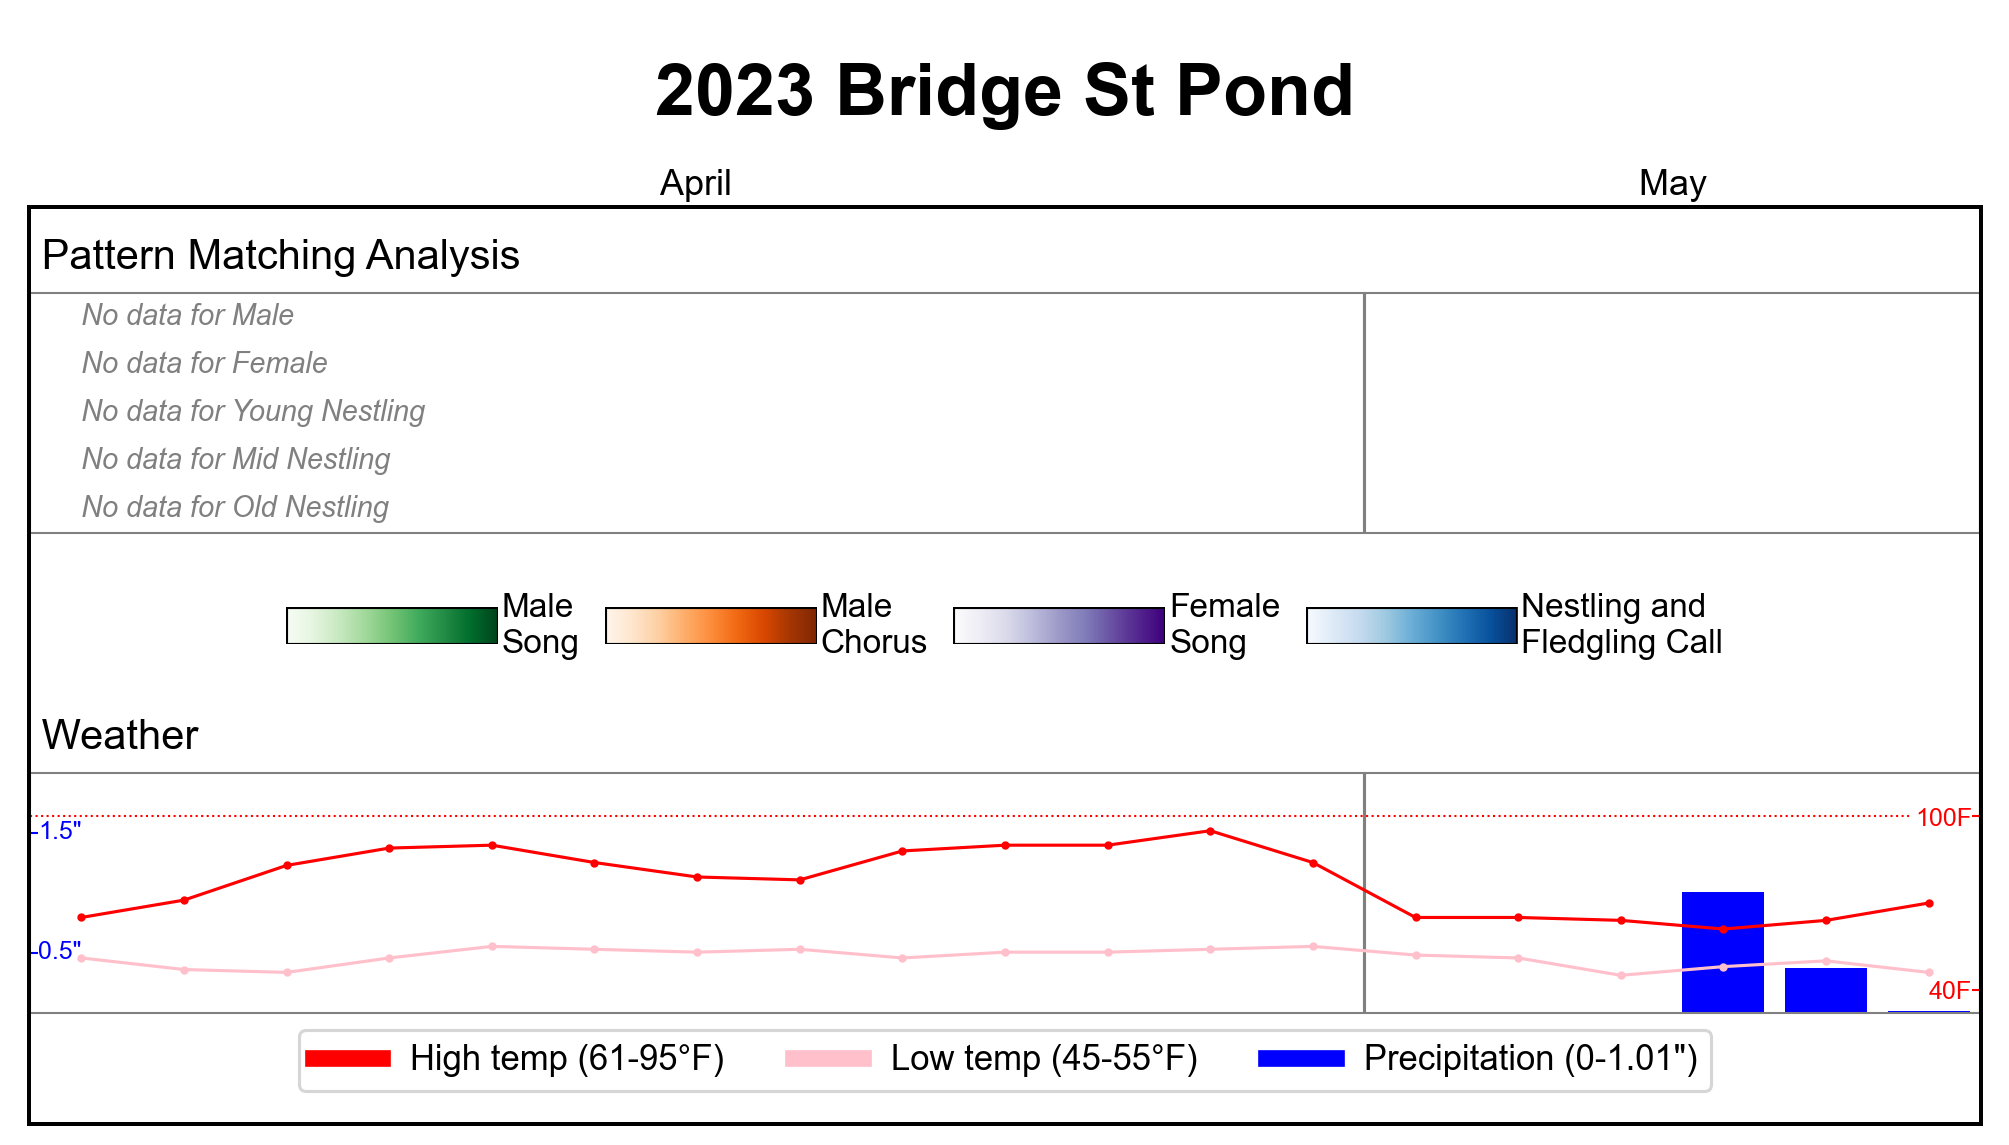 2023 Bridge St Pond
April
May
Pattern Matching Analysis
No data for Male
No data for Female
No data for Young Nestling
No data for Mid Nestling
No data for Old Nestling
Male
Song
Male
Chorus
Female
Song
Nestling and
Fledgling Call
Weather
1.5"
100F
0.5"
40F
High temp (61-95°F)
Low temp (45-55°F)
Precipitation (0-1.01")